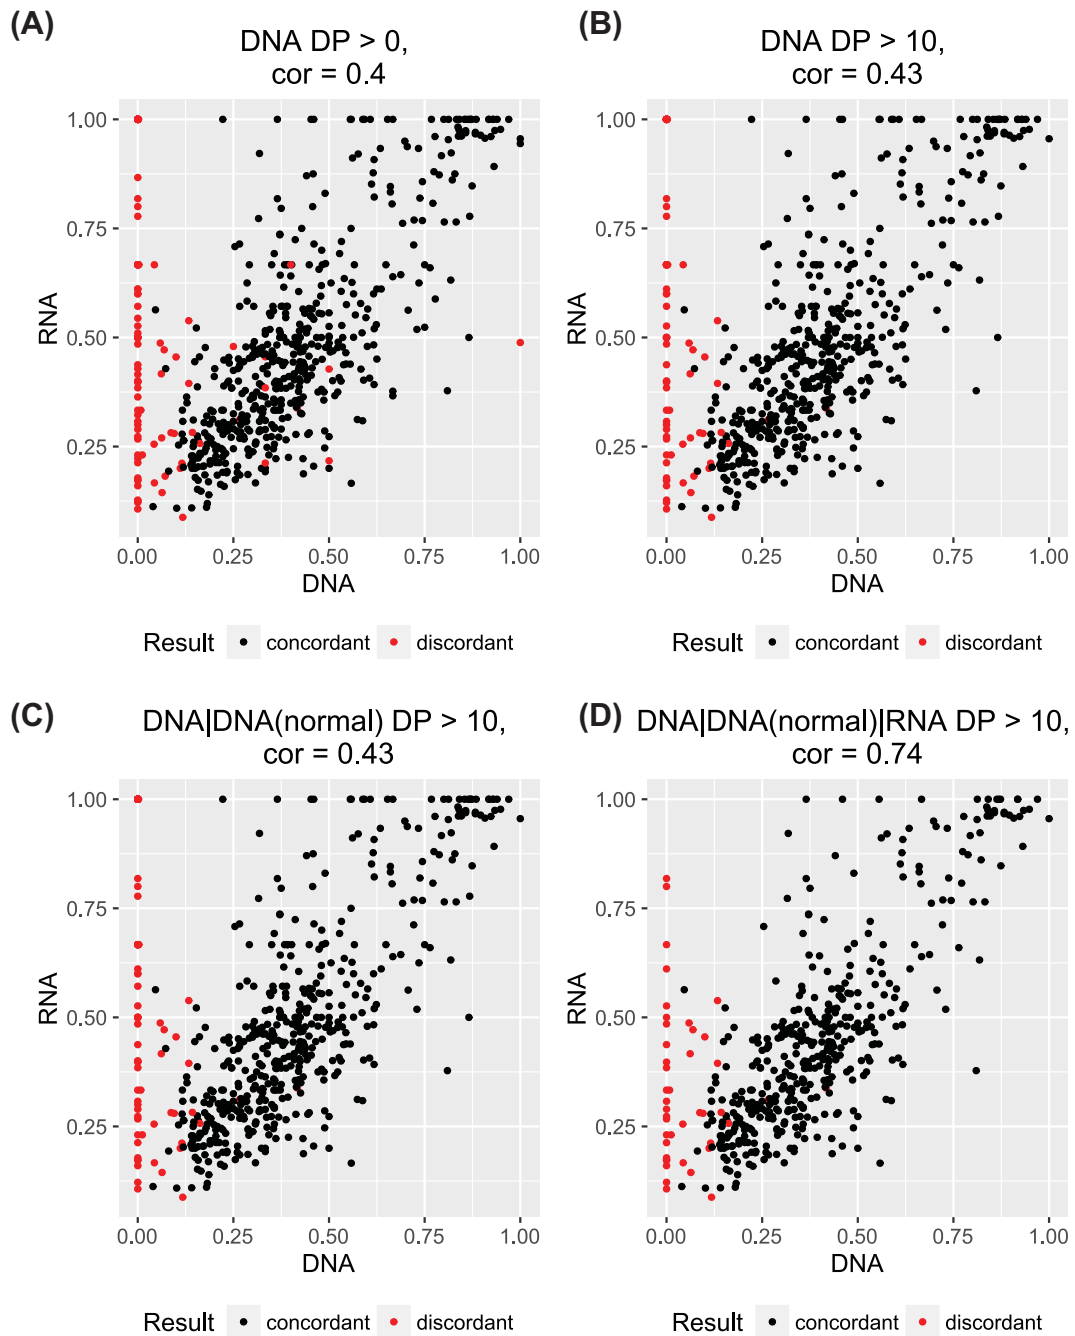 (A)
DNA DP > 0,
cor = 0.4
1.00
0.75
0.50
0.25
RNA
0.00 0.25 0.50 0.75 1.00
DNA
Result concordant discordant
(B)
DNA DP > 10,
cor = 0.43
1.00
0.75
0.50
0.25
RNA
0.00 0.25 0.50 0.75 1.00
DNA
Result concordant discordant
(C)
DNA|DNA(normal) DP > 10,
cor = 0.43
1.00
0.75
0.50
0.25
RNA
0.00 0.25 0.50 0.75 1.00
DNA
Result concordant discordant
(D)
DNA|DNA(normal)|RNA DP > 10,
cor = 0.74
1.00
0.75
0.50
0.25
RNA
0.00 0.25 0.50 0.75 1.00
DNA
Result concordant discordant